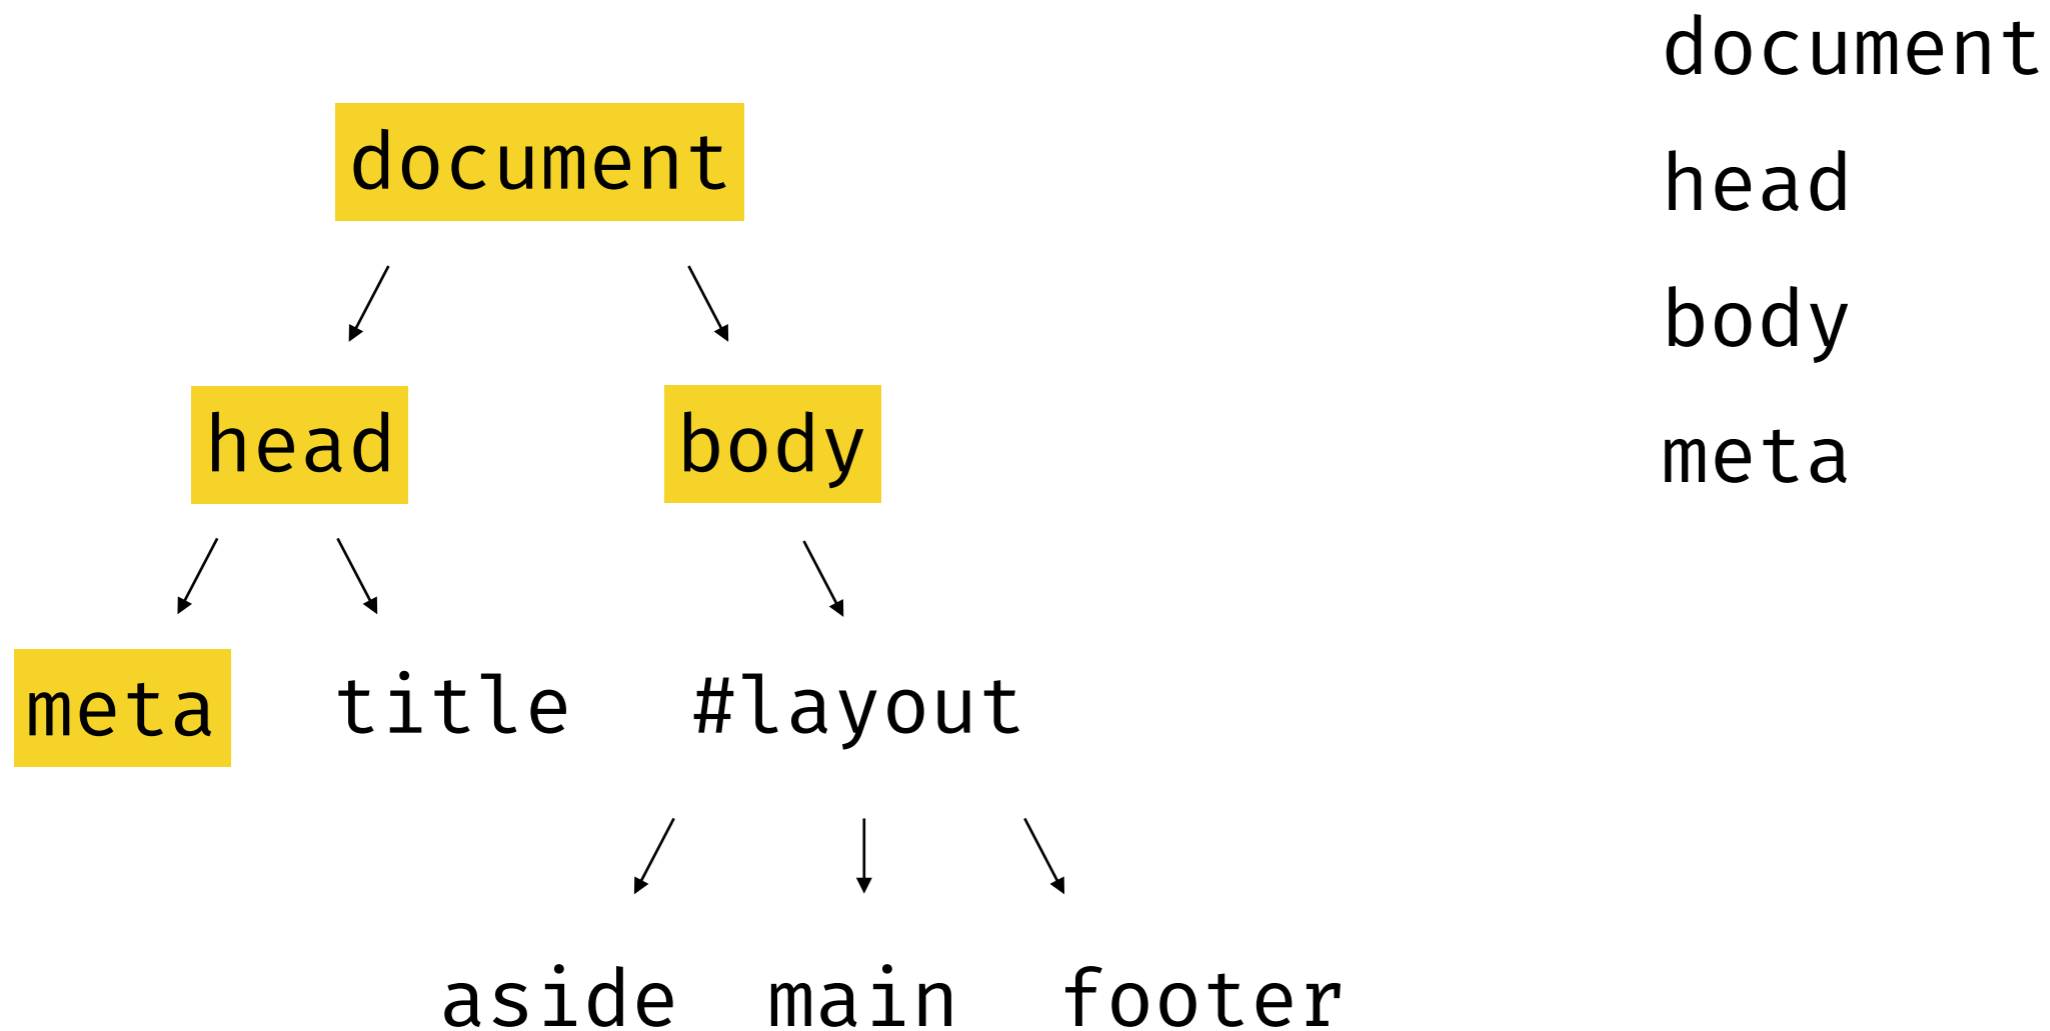 document
head body
meta title #layout
aside main footer
document
head
body
meta